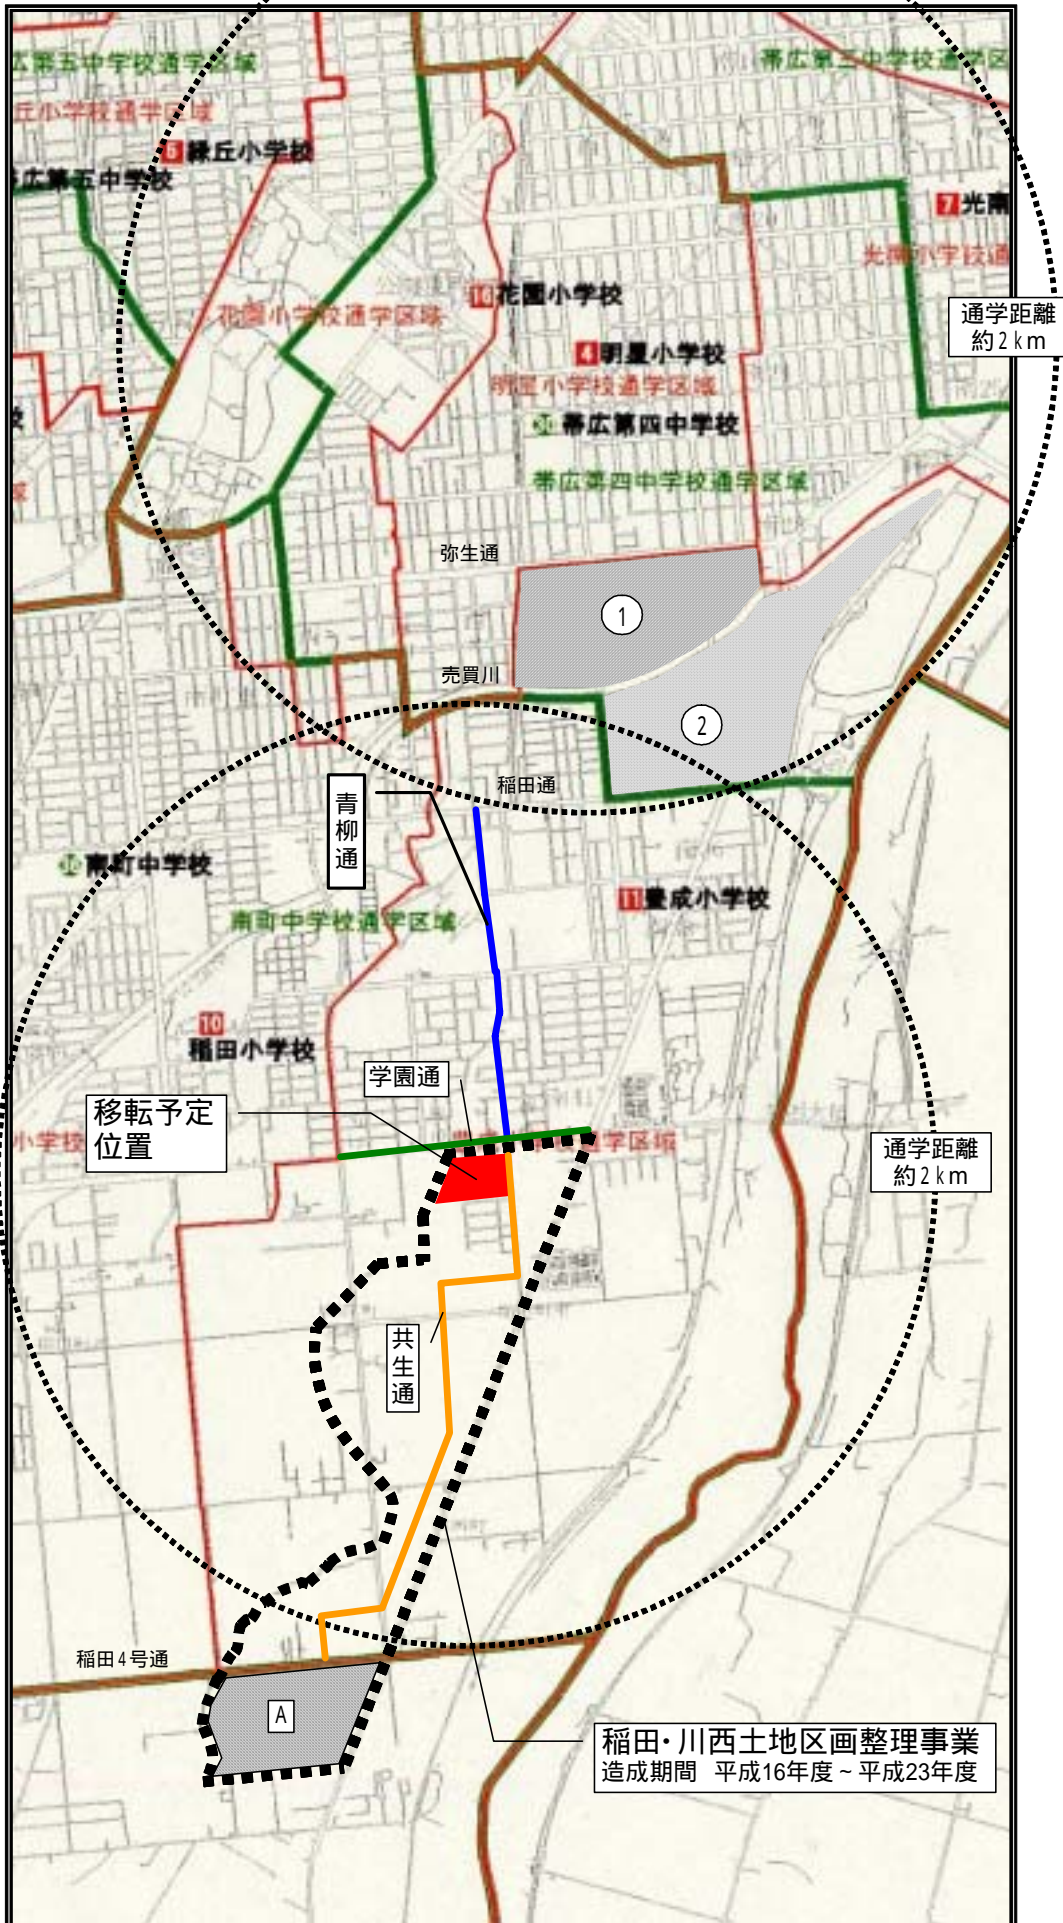 広第五中学校通学区域
帯広第三中学校通学区
丘小学校通学区域
5 緑丘小学校
帯広第五中学校
7 光南
光南小学校通
16 花園小学校
花園小学校通学区域
通学距離
約2km
4 明星小学校
明星小学校通学区域
校
帯広第四中学校
帯広第四中学校通学区域
域
弥生通
1
売買川
2
稲田通
青柳通
南町中学校
11 豊成小学校
南町中学校通学区域
10
稲田小学校
学園通
移転予定
位置
小学校
学区域
通学距離
約2km
共生通
稲田4号通
A
稲田・川西土地区画整理事業
造成期間 平成16年度~平成23年度